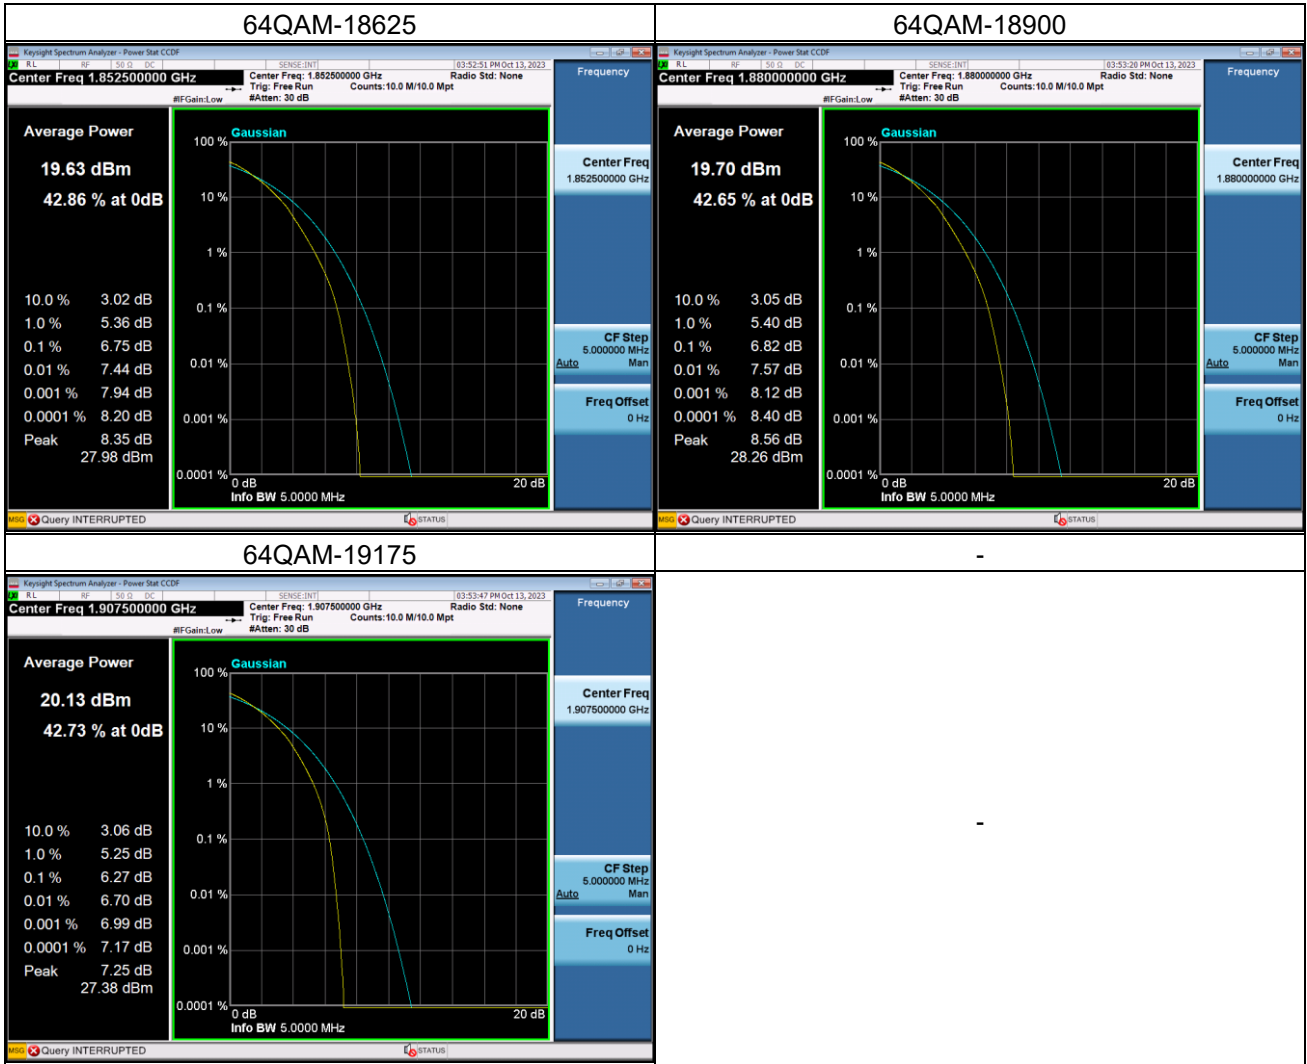 64QAM-18625
Keysight Spectrum Analyzer - Power Stat CCDF
RL RF 50 Ω DC SENSE:INT 03:52:51 PM Oct 13, 2023
Center Freq 1.852500000 GHz
Center Freq: 1.852500000 GHz Radio Std: None
Trig: Free Run Counts:10.0 M/10.0 Mpt
#IFGain:Low #Atten: 30 dB
Average Power
19.63 dBm
42.86 % at 0dB
10.0 % 3.02 dB
1.0 % 5.36 dB
0.1 % 6.75 dB
0.01 % 7.44 dB
0.001 % 7.94 dB
0.0001 % 8.20 dB
Peak 8.35 dB
27.98 dBm
Gaussian
100 %
10 %
1 %
0.1 %
0.01 %
0.001 %
0.0001 %
0 dB 20 dB
Info BW 5.0000 MHz
Frequency
Center Freq
1.852500000 GHz
CF Step
5.000000 MHz
Auto Man
Freq Offset
0 Hz
MSG Query INTERRUPTED STATUS
64QAM-18900
Keysight Spectrum Analyzer - Power Stat CCDF
RL RF 50 Ω DC SENSE:INT 03:53:20 PM Oct 13, 2023
Center Freq 1.880000000 GHz
Center Freq: 1.880000000 GHz Radio Std: None
Trig: Free Run Counts:10.0 M/10.0 Mpt
#IFGain:Low #Atten: 30 dB
Average Power
19.70 dBm
42.65 % at 0dB
10.0 % 3.05 dB
1.0 % 5.40 dB
0.1 % 6.82 dB
0.01 % 7.57 dB
0.001 % 8.12 dB
0.0001 % 8.40 dB
Peak 8.56 dB
28.26 dBm
Gaussian
100 %
10 %
1 %
0.1 %
0.01 %
0.001 %
0.0001 %
0 dB 20 dB
Info BW 5.0000 MHz
Frequency
Center Freq
1.880000000 GHz
CF Step
5.000000 MHz
Auto Man
Freq Offset
0 Hz
MSG Query INTERRUPTED STATUS
64QAM-19175
Keysight Spectrum Analyzer - Power Stat CCDF
RL RF 50 Ω DC SENSE:INT 03:53:47 PM Oct 13, 2023
Center Freq 1.907500000 GHz
Center Freq: 1.907500000 GHz Radio Std: None
Trig: Free Run Counts:10.0 M/10.0 Mpt
#IFGain:Low #Atten: 30 dB
Average Power
20.13 dBm
42.73 % at 0dB
10.0 % 3.06 dB
1.0 % 5.25 dB
0.1 % 6.27 dB
0.01 % 6.70 dB
0.001 % 6.99 dB
0.0001 % 7.17 dB
Peak 7.25 dB
27.38 dBm
Gaussian
100 %
10 %
1 %
0.1 %
0.01 %
0.001 %
0.0001 %
0 dB 20 dB
Info BW 5.0000 MHz
Frequency
Center Freq
1.907500000 GHz
CF Step
5.000000 MHz
Auto Man
Freq Offset
0 Hz
MSG Query INTERRUPTED STATUS
-
-